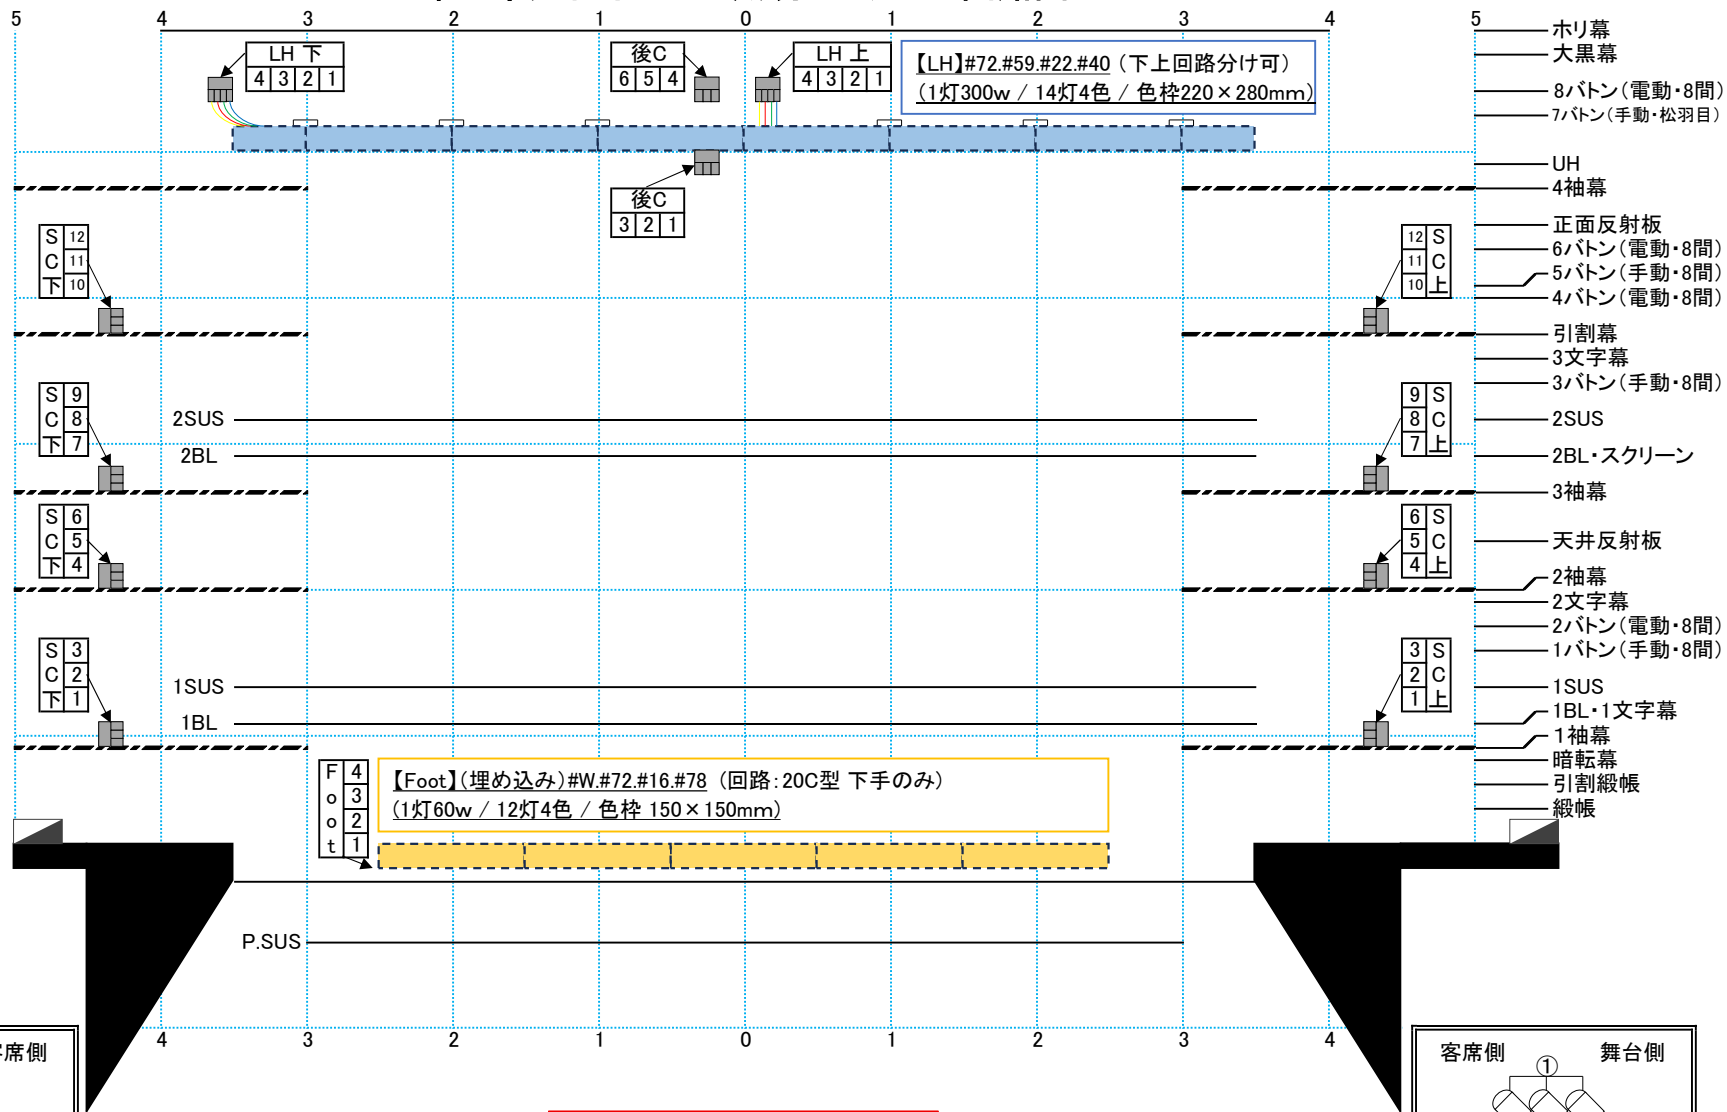 5 4 3 2 1 0 1 2 3 4 5
LH 下
4 3 2 1
後C
6 5 4
LH 上
4 3 2 1
【LH】#72.#59.#22.#40 (下上回路分け可)
(1灯300w / 14灯4色 / 色枠220×280mm)
後C
3 2 1
ホリ幕
大黒幕
8バトン(電動・8間)
7バトン(手動・松羽目)
UH
4袖幕
正面反射板
6バトン(電動・8間)
5バトン(手動・8間)
4バトン(電動・8間)
引割幕
3文字幕
3バトン(手動・8間)
2SUS
2BL・スクリーン
3袖幕
天井反射板
2袖幕
2文字幕
2バトン(電動・8間)
1バトン(手動・8間)
1SUS
1BL・1文字幕
1袖幕
暗転幕
引割緞帳
緞帳
S 12
C 11
下 10
12 S
11 C
10 上
S 9
C 8
下 7
9 S
8 C
7 上
2SUS
2BL
S 6
C 5
下 4
6 S
5 C
4 上
S 3
C 2
下 1
3 S
2 C
1 上
1SUS
1BL
F 4
o 3
o 2
t 1
【Foot】(埋め込み)#W.#72.#16.#78 (回路:20C型 下手のみ)
(1灯60w / 12灯4色 / 色枠 150×150mm)
P.SUS
4 3 2 1 0 1 2 3 4
席側
客席側 舞台側
①